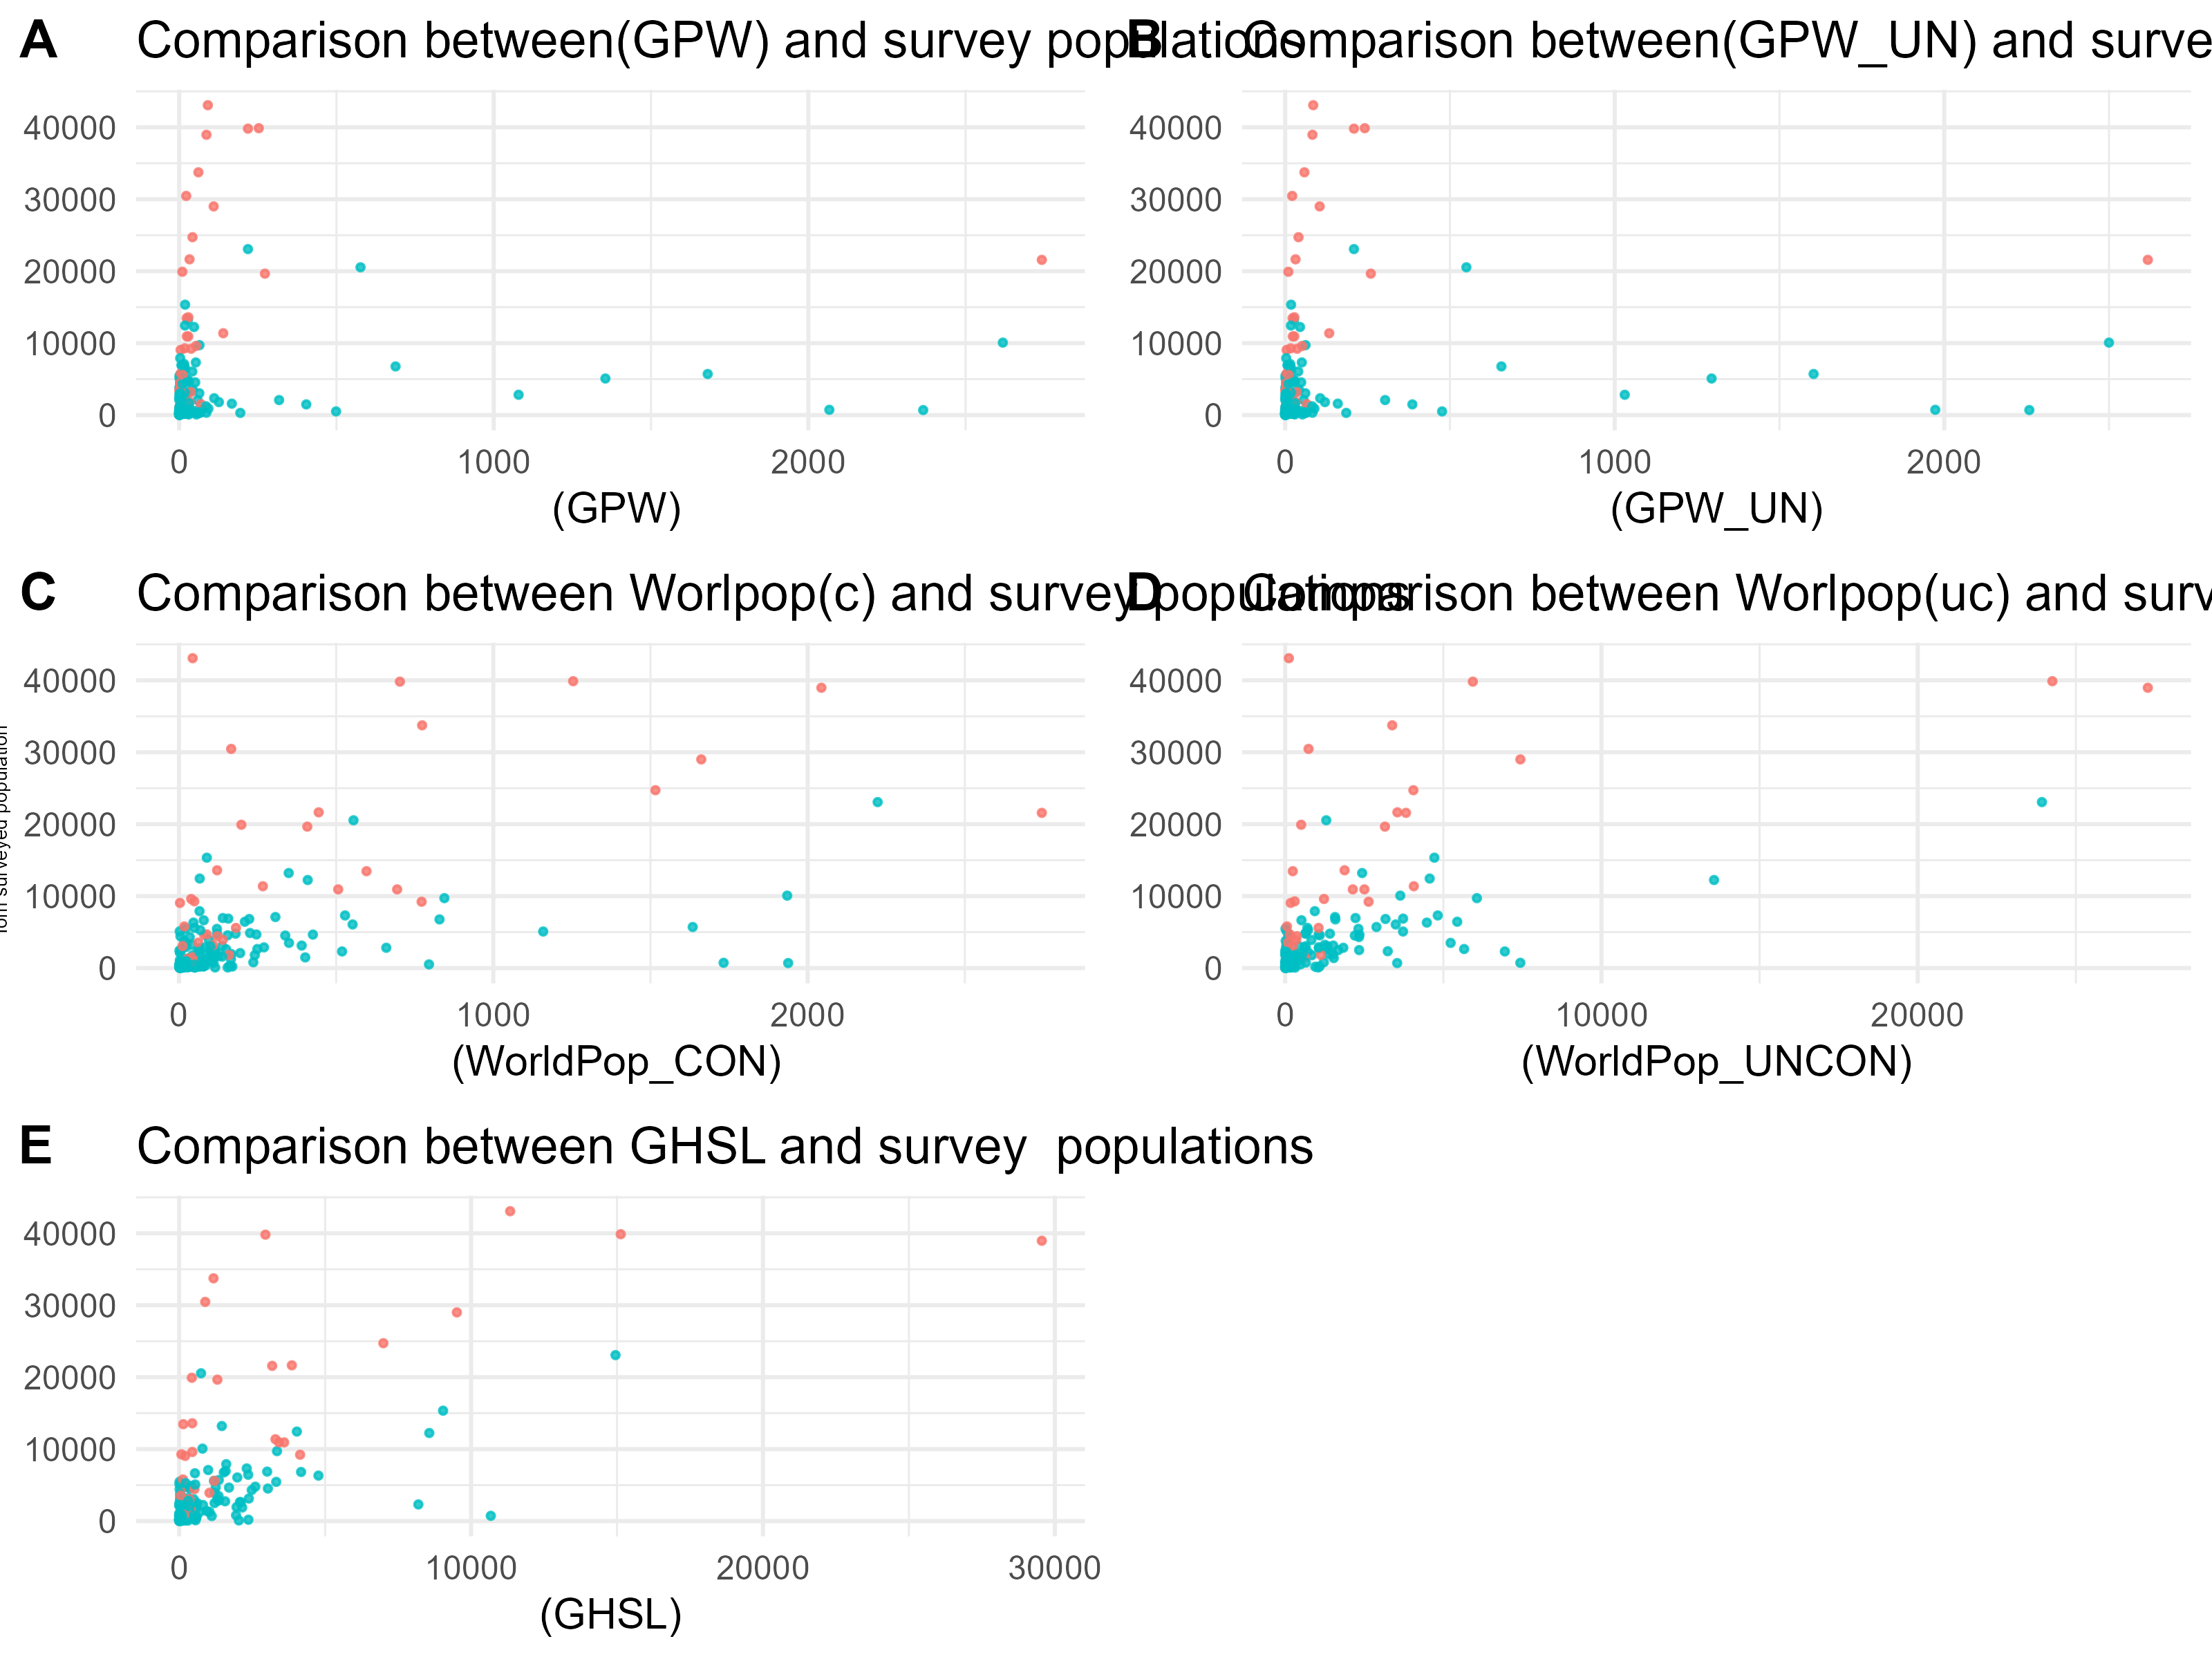 A Comparison between(GPW) and survey populations
B Comparison between(GPW_UN) and surve
40000
30000
20000
10000
0
0 1000 2000
(GPW)
40000
30000
20000
10000
0
0 1000 2000
(GPW_UN)
C Comparison between Worlpop(c) and survey populations
D Comparison between Worlpop(uc) and surv
surveyed population
40000
30000
20000
10000
0
0 1000 2000
(WorldPop_CON)
40000
30000
20000
10000
0
0 10000 20000
(WorldPop_UNCON)
E Comparison between GHSL and survey  populations
40000
30000
20000
10000
0
0 10000 20000 30000
(GHSL)